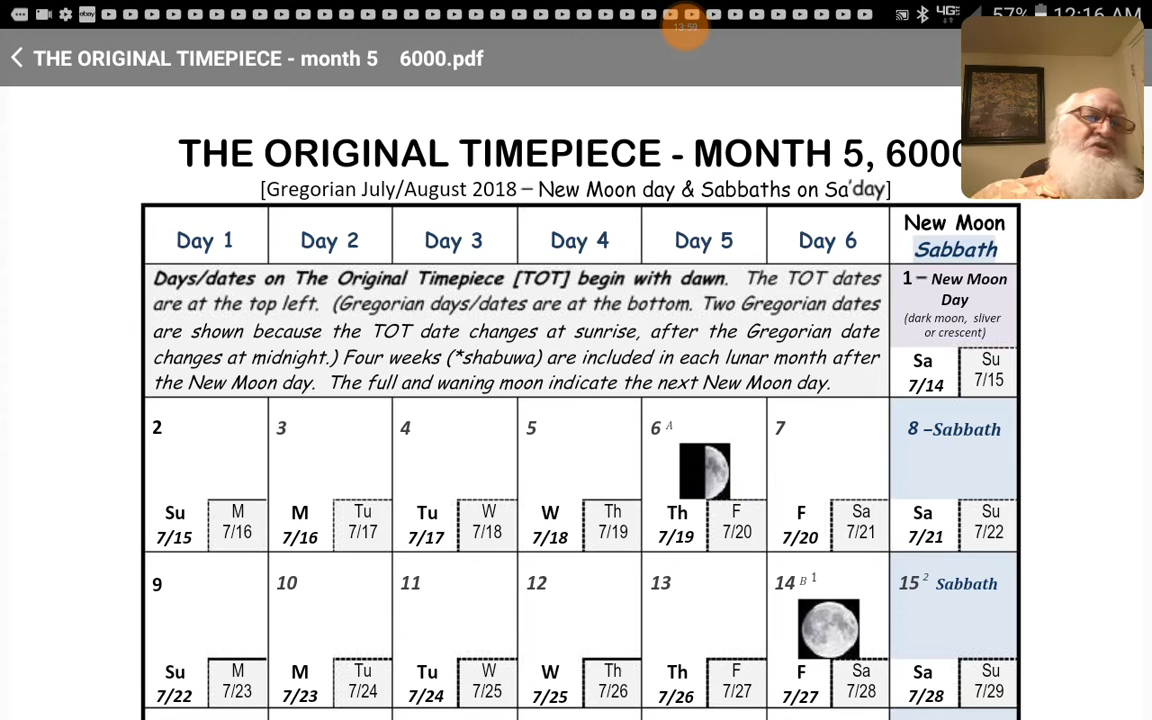 57% 12:16 AM
13:59
THE ORIGINAL TIMEPIECE - month 5 6000.pdf
THE ORIGINAL TIMEPIECE - MONTH 5, 6000
[Gregorian July/August 2018 – New Moon day & Sabbaths on Sa'day]
Day 1 Day 2 Day 3 Day 4 Day 5 Day 6 New Moon Sabbath
Days/dates on The Original Timepiece [TOT] begin with dawn. The TOT dates
are at the top left. (Gregorian days/dates are at the bottom. Two Gregorian dates
are shown because the TOT date changes at sunrise, after the Gregorian date
changes at midnight.) Four weeks (*shabuwa) are included in each lunar month after
the New Moon day. The full and waning moon indicate the next New Moon day.
1 – New Moon
Day
(dark moon, sliver
or crescent)
Sa Su
7/14 7/15
2 3 4 5 6 A 7 8 –Sabbath
Su M M Tu Tu W W Th Th F F Sa Sa Su
7/15 7/16 7/16 7/17 7/17 7/18 7/18 7/19 7/19 7/20 7/20 7/21 7/21 7/22
9 10 11 12 13 14 B 1 15 2 Sabbath
Su M M Tu Tu W W Th Th F F Sa Sa Su
7/22 7/23 7/23 7/24 7/24 7/25 7/25 7/26 7/26 7/27 7/27 7/28 7/28 7/29